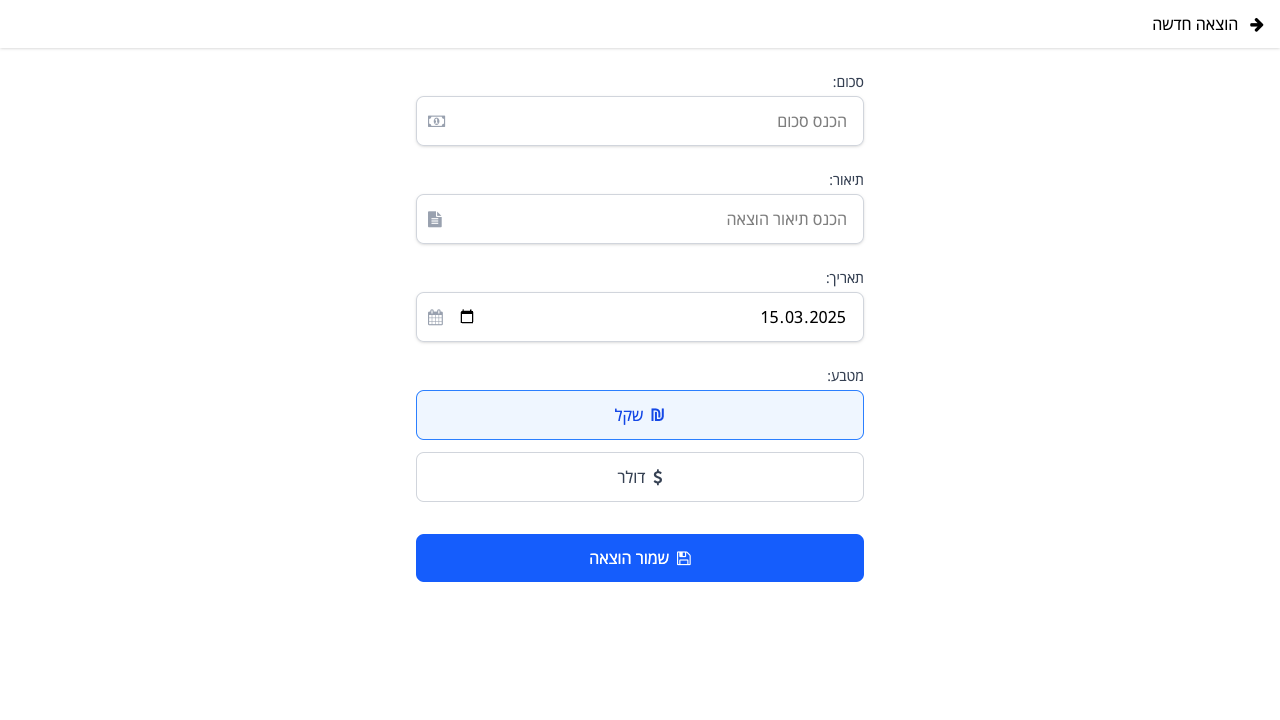 הוצאה חדשה
סכום:
הכנס סכום
תיאור:
הכנס תיאור הוצאה
תאריך:
15.03.2025
מטבע:
₪ שקל
$ דולר
שמור הוצאה